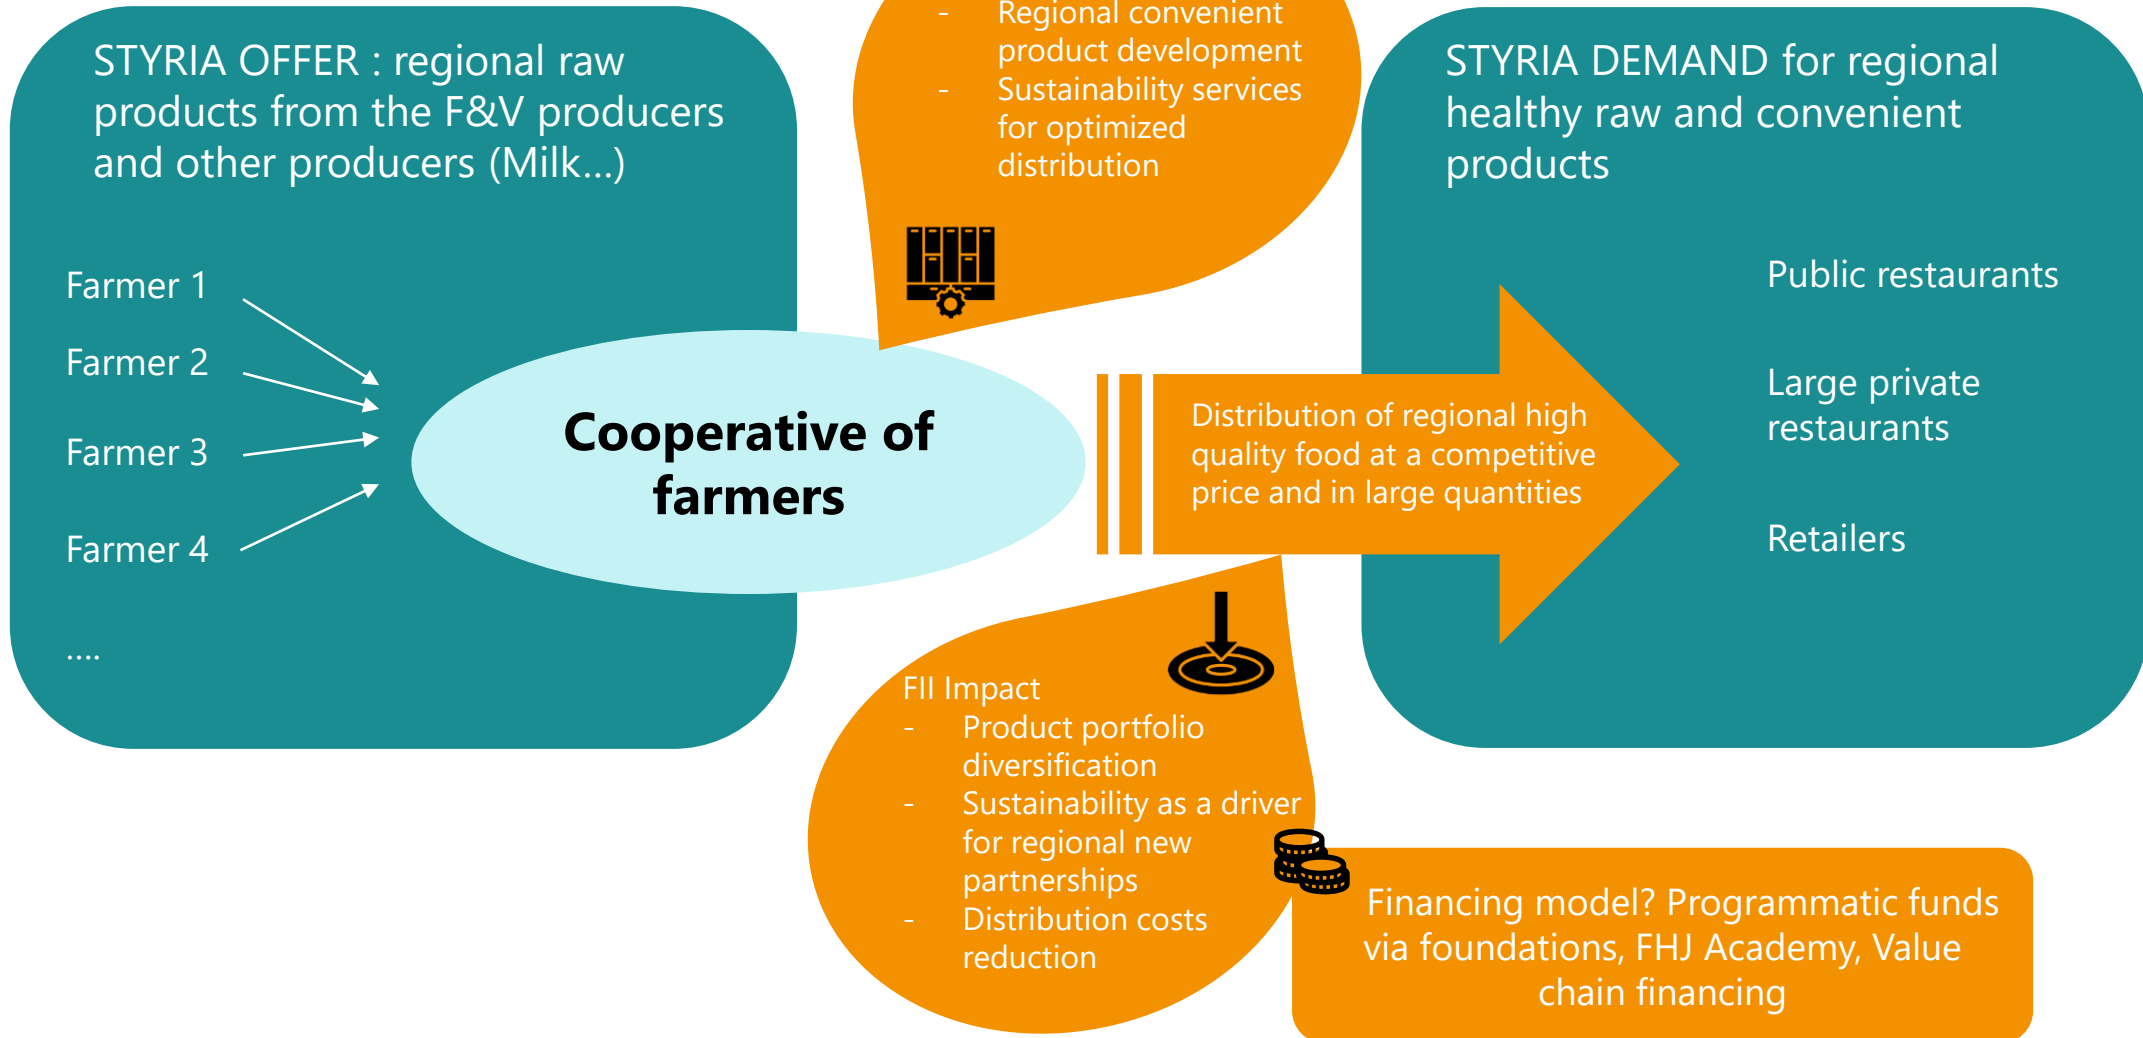 STYRIA OFFER : regional raw
products from the F&V producers
and other producers (Milk...)
Farmer 1
Farmer 2
Farmer 3
Farmer 4
....
Cooperative of
farmers
- Regional convenient
product development
- Sustainability services
for optimized
distribution
Distribution of regional high
quality food at a competitive
price and in large quantities
STYRIA DEMAND for regional
healthy raw and convenient
products
Public restaurants
Large private
restaurants
Retailers
FII Impact
- Product portfolio
diversification
- Sustainability as a driver
for regional new
partnerships
- Distribution costs
reduction
Financing model? Programmatic funds
via foundations, FHJ Academy, Value
chain financing